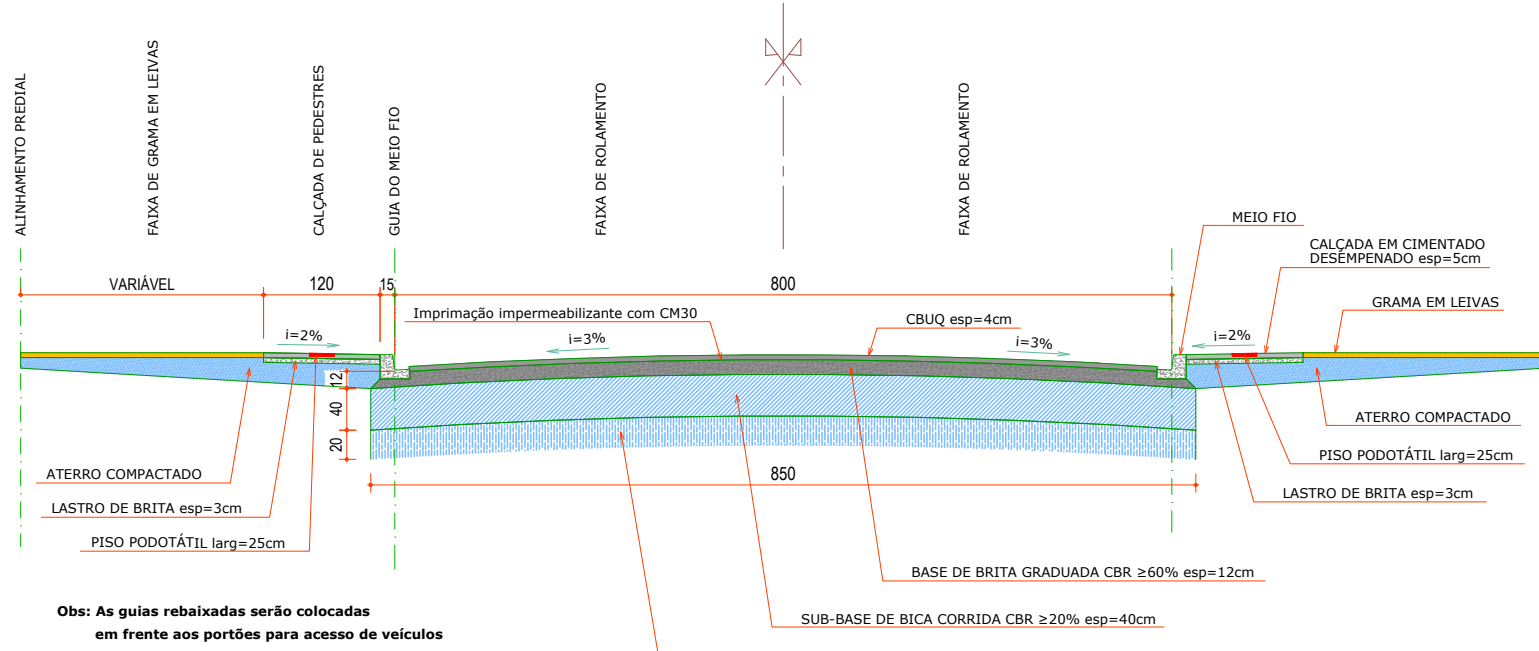 ALINHAMENTO PREDIAL
FAIXA DE GRAMA EM LEIVAS
CALÇADA DE PEDESTRES
GUIA DO MEIO FIO
FAIXA DE ROLAMENTO
FAIXA DE ROLAMENTO
MEIO FIO
CALÇADA EM CIMENTADO
DESEMPENADO esp=5cm
VARIÁVEL
120
15
800
GRAMA EM LEIVAS
Imprimação impermeabilizante com CM30
CBUQ esp=4cm
i=2%
i=3%
i=3%
i=2%
12
40
20
ATERRO COMPACTADO
ATERRO COMPACTADO
PISO PODOTÁTIL larg=25cm
850
LASTRO DE BRITA esp=3cm
LASTRO DE BRITA esp=3cm
PISO PODOTÁTIL larg=25cm
BASE DE BRITA GRADUADA CBR ≥60% esp=12cm
Obs: As guias rebaixadas serão colocadas
em frente aos portões para acesso de veículos
SUB-BASE DE BICA CORRIDA CBR ≥20% esp=40cm